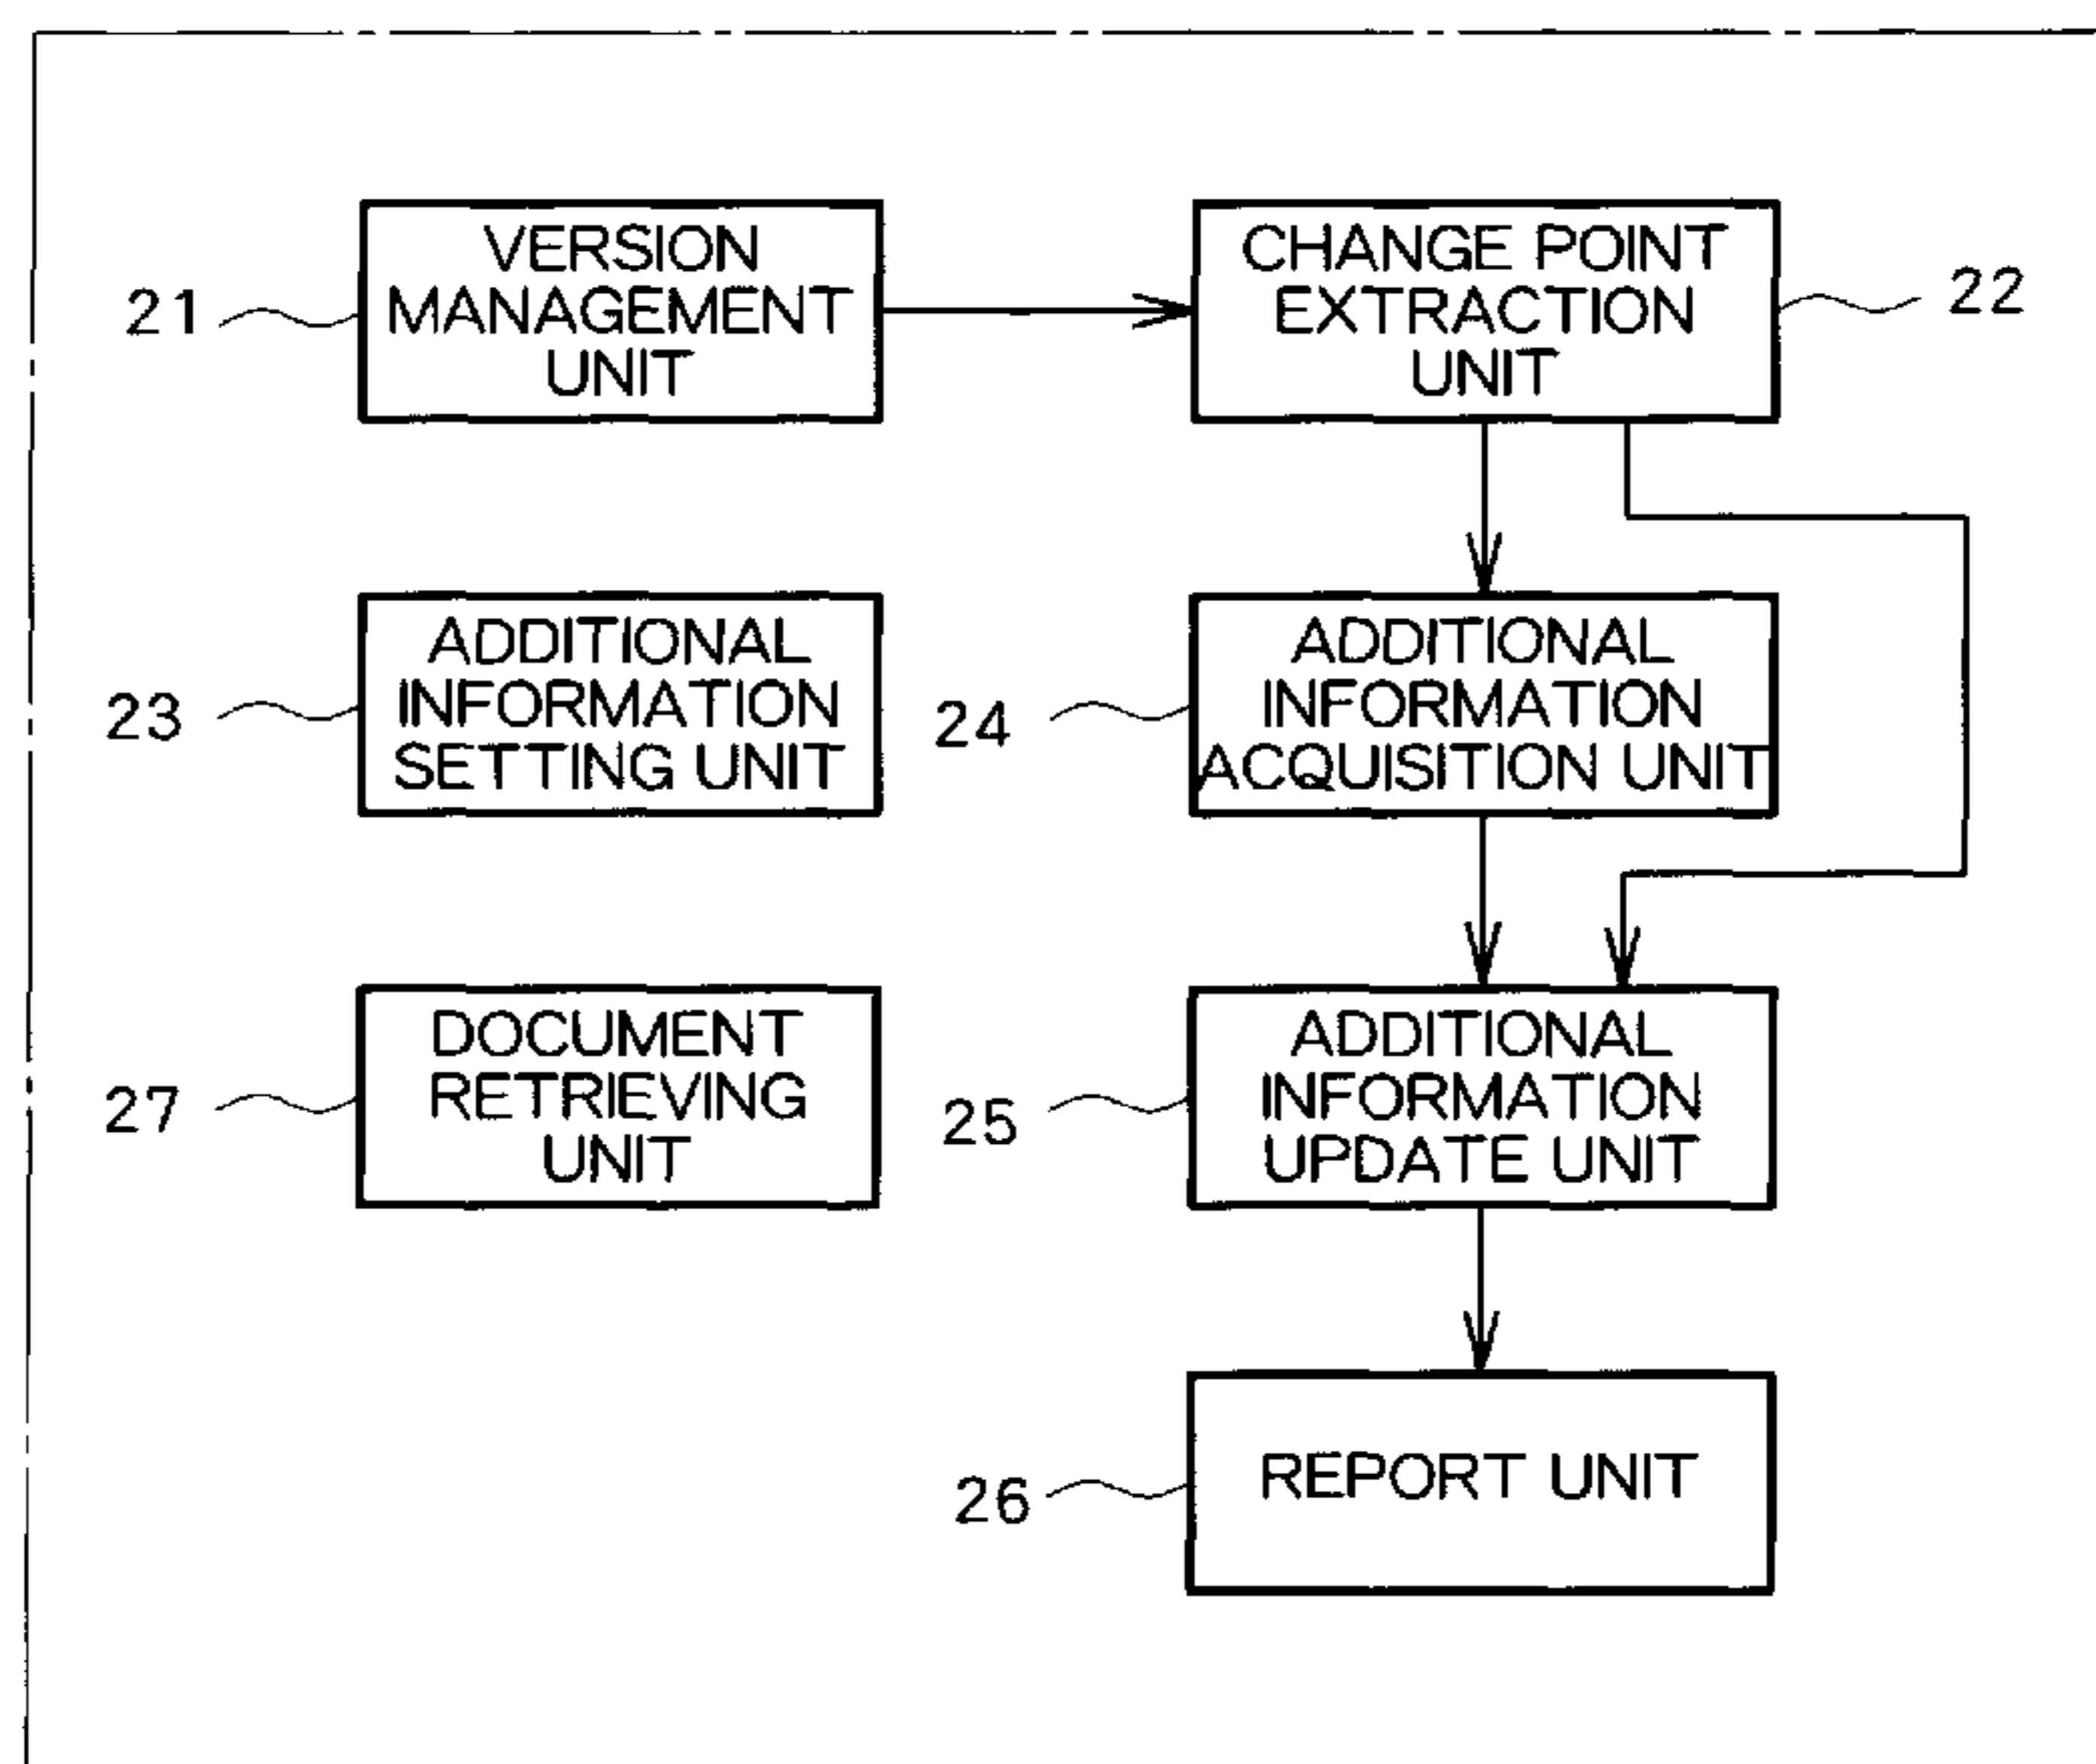 VERSION
MANAGEMENT
UNIT
21
CHANGE POINT
EXTRACTION
UNIT
22
ADDITIONAL
INFORMATION
SETTING UNIT
23
ADDITIONAL
INFORMATION
ACQUISITION UNIT
24
DOCUMENT
RETRIEVING
UNIT
27
ADDITIONAL
INFORMATION
UPDATE UNIT
25
REPORT UNIT
26